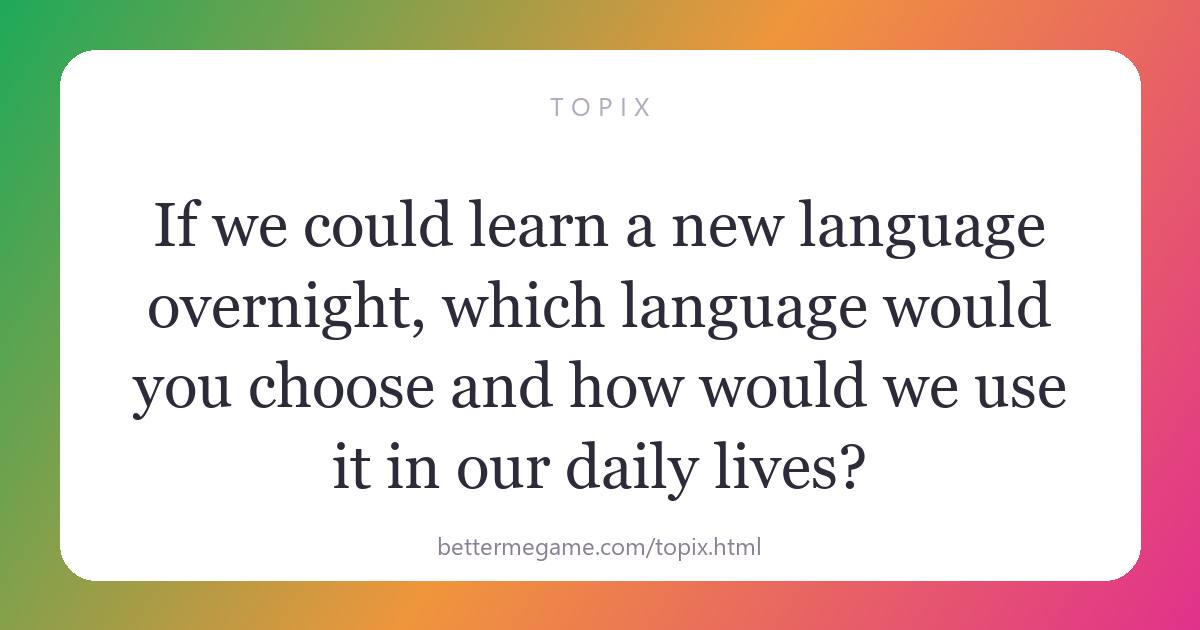 TOPIX
If we could learn a new language
overnight, which language would
you choose and how would we use
it in our daily lives?
bettermegame.com/topix.html